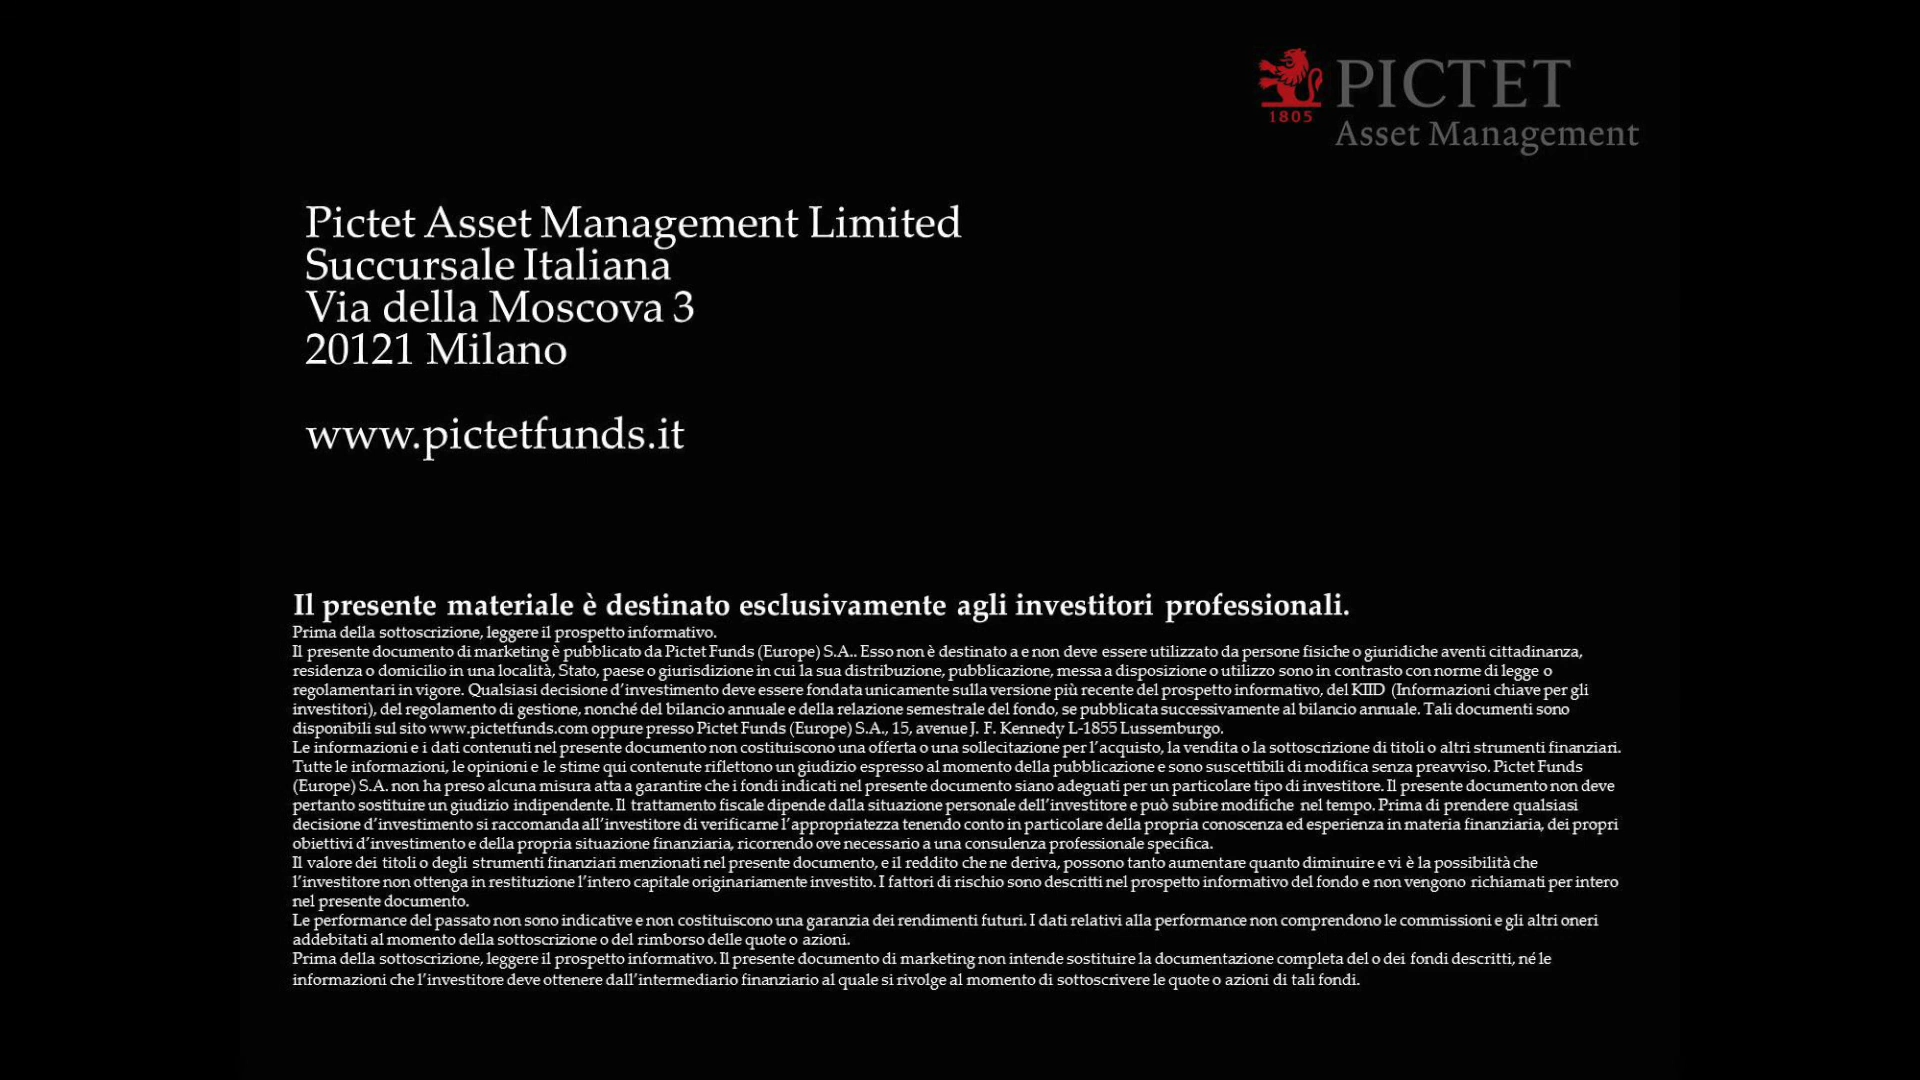 PICTET
1805
Asset Management
Pictet Asset Management Limited
Succursale Italiana
Via della Moscova 3
20121 Milano
www.pictetfunds.it
Il presente materiale è destinato esclusivamente agli investitori professionali.
Prima della sottoscrizione, leggere il prospetto informativo.
Il presente documento di marketing è pubblicato da Pictet Funds (Europe) S.A.. Esso non è destinato a e non deve essere utilizzato da persone fisiche o giuridiche aventi cittadinanza,
residenza o domicilio in una località, Stato, paese o giurisdizione in cui la sua distribuzione, pubblicazione, messa a disposizione o utilizzo sono in contrasto con norme di legge o
regolamentari in vigore. Qualsiasi decisione d'investimento deve essere fondata unicamente sulla versione più recente del prospetto informativo, del KIID (Informazioni chiave per gli
investitori), del regolamento di gestione, nonché del bilancio annuale e della relazione semestrale del fondo, se pubblicata successivamente al bilancio annuale. Tali documenti sono
disponibili sul sito www.pictetfunds.com oppure presso Pictet Funds (Europe) S.A., 15, avenue J. F. Kennedy L-1855 Lussemburgo.
Le informazioni e i dati contenuti nel presente documento non costituiscono una offerta o una sollecitazione per l'acquisto, la vendita o la sottoscrizione di titoli o altri strumenti finanziari.
Tutte le informazioni, le opinioni e le stime qui contenute riflettono un giudizio espresso al momento della pubblicazione e sono suscettibili di modifica senza preavviso. Pictet Funds
(Europe) S.A. non ha preso alcuna misura atta a garantire che i fondi indicati nel presente documento siano adeguati per un particolare tipo di investitore. Il presente documento non deve
pertanto sostituire un giudizio indipendente. Il trattamento fiscale dipende dalla situazione personale dell'investitore e può subire modifiche nel tempo. Prima di prendere qualsiasi
decisione d'investimento si raccomanda all'investitore di verificarne l'appropriatezza tenendo conto in particolare della propria conoscenza ed esperienza in materia finanziaria, dei propri
obiettivi d'investimento e della propria situazione finanziaria, ricorrendo ove necessario a una consulenza professionale specifica.
Il valore dei titoli o degli strumenti finanziari menzionati nel presente documento, e il reddito che ne deriva, possono tanto aumentare quanto diminuire e vi è la possibilità che
l'investitore non ottenga in restituzione l'intero capitale originariamente investito. I fattori di rischio sono descritti nel prospetto informativo del fondo e non vengono richiamati per intero
nel presente documento.
Le performance del passato non sono indicative e non costituiscono una garanzia dei rendimenti futuri. I dati relativi alla performance non comprendono le commissioni e gli altri oneri
addebitati al momento della sottoscrizione o del rimborso delle quote o azioni.
Prima della sottoscrizione, leggere il prospetto informativo. Il presente documento di marketing non intende sostituire la documentazione completa del o dei fondi descritti, né le
informazioni che l'investitore deve ottenere dall'intermediario finanziario al quale si rivolge al momento di sottoscrivere le quote o azioni di tali fondi.